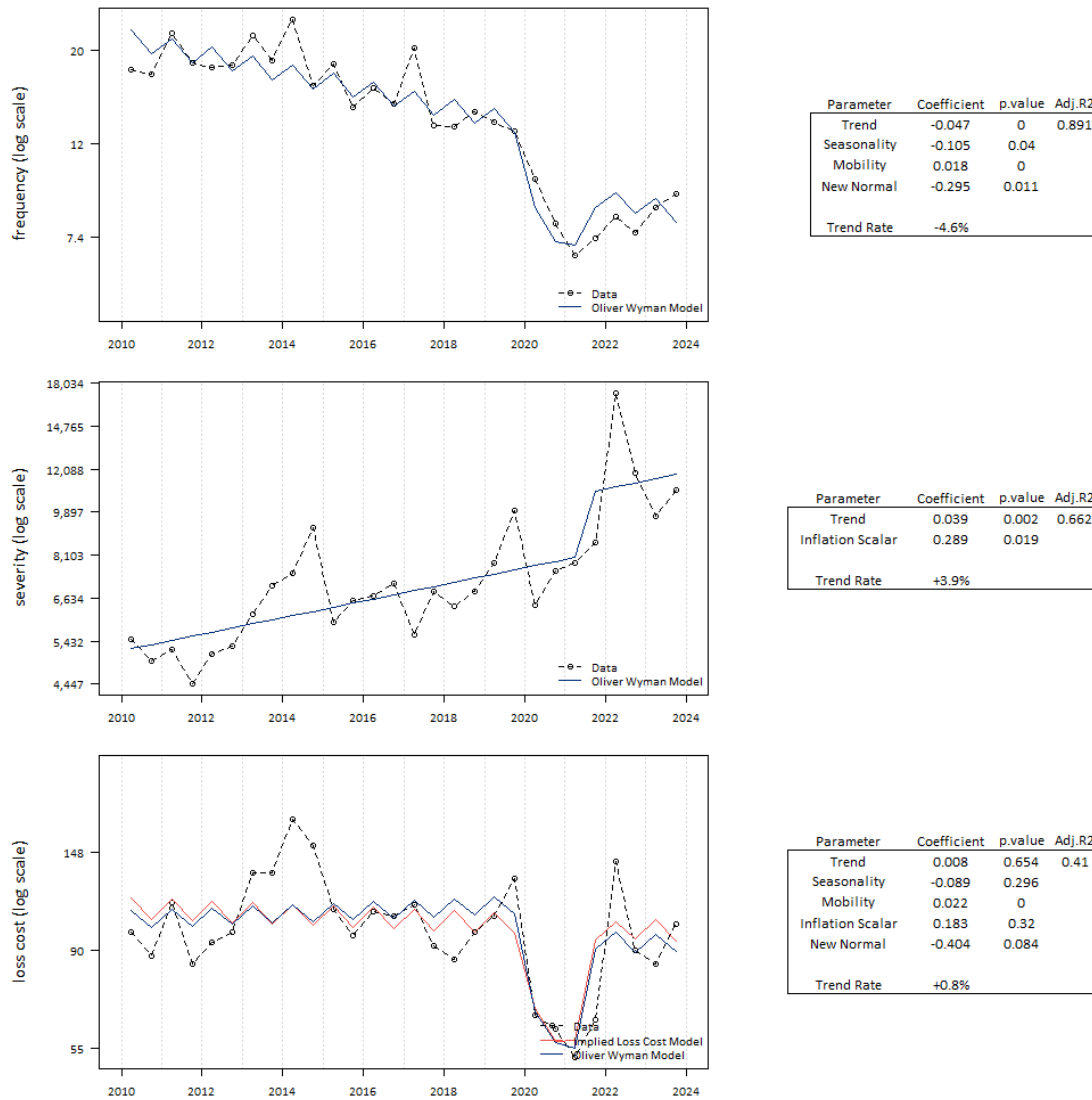 frequency (log scale)
20
12
7.4
Data
Oliver Wyman Model
2010 2012 2014 2016 2018 2020 2022 2024
Parameter Coefficient p.value Adj.R2
Trend -0.047 0 0.891
Seasonality -0.105 0.04
Mobility 0.018 0
New Normal -0.295 0.011
Trend Rate -4.6%
severity (log scale)
18,034
14,765
12,088
9,897
8,103
6,634
5,432
4,447
Data
Oliver Wyman Model
2010 2012 2014 2016 2018 2020 2022 2024
Parameter Coefficient p.value Adj.R2
Trend 0.039 0.002 0.662
Inflation Scalar 0.289 0.019
Trend Rate +3.9%
loss cost (log scale)
148
90
55
Data
Implied Loss Cost Model
Oliver Wyman Model
2010 2012 2014 2016 2018 2020 2022 2024
Parameter Coefficient p.value Adj.R2
Trend 0.008 0.654 0.41
Seasonality -0.089 0.296
Mobility 0.022 0
Inflation Scalar 0.183 0.32
New Normal -0.404 0.084
Trend Rate +0.8%